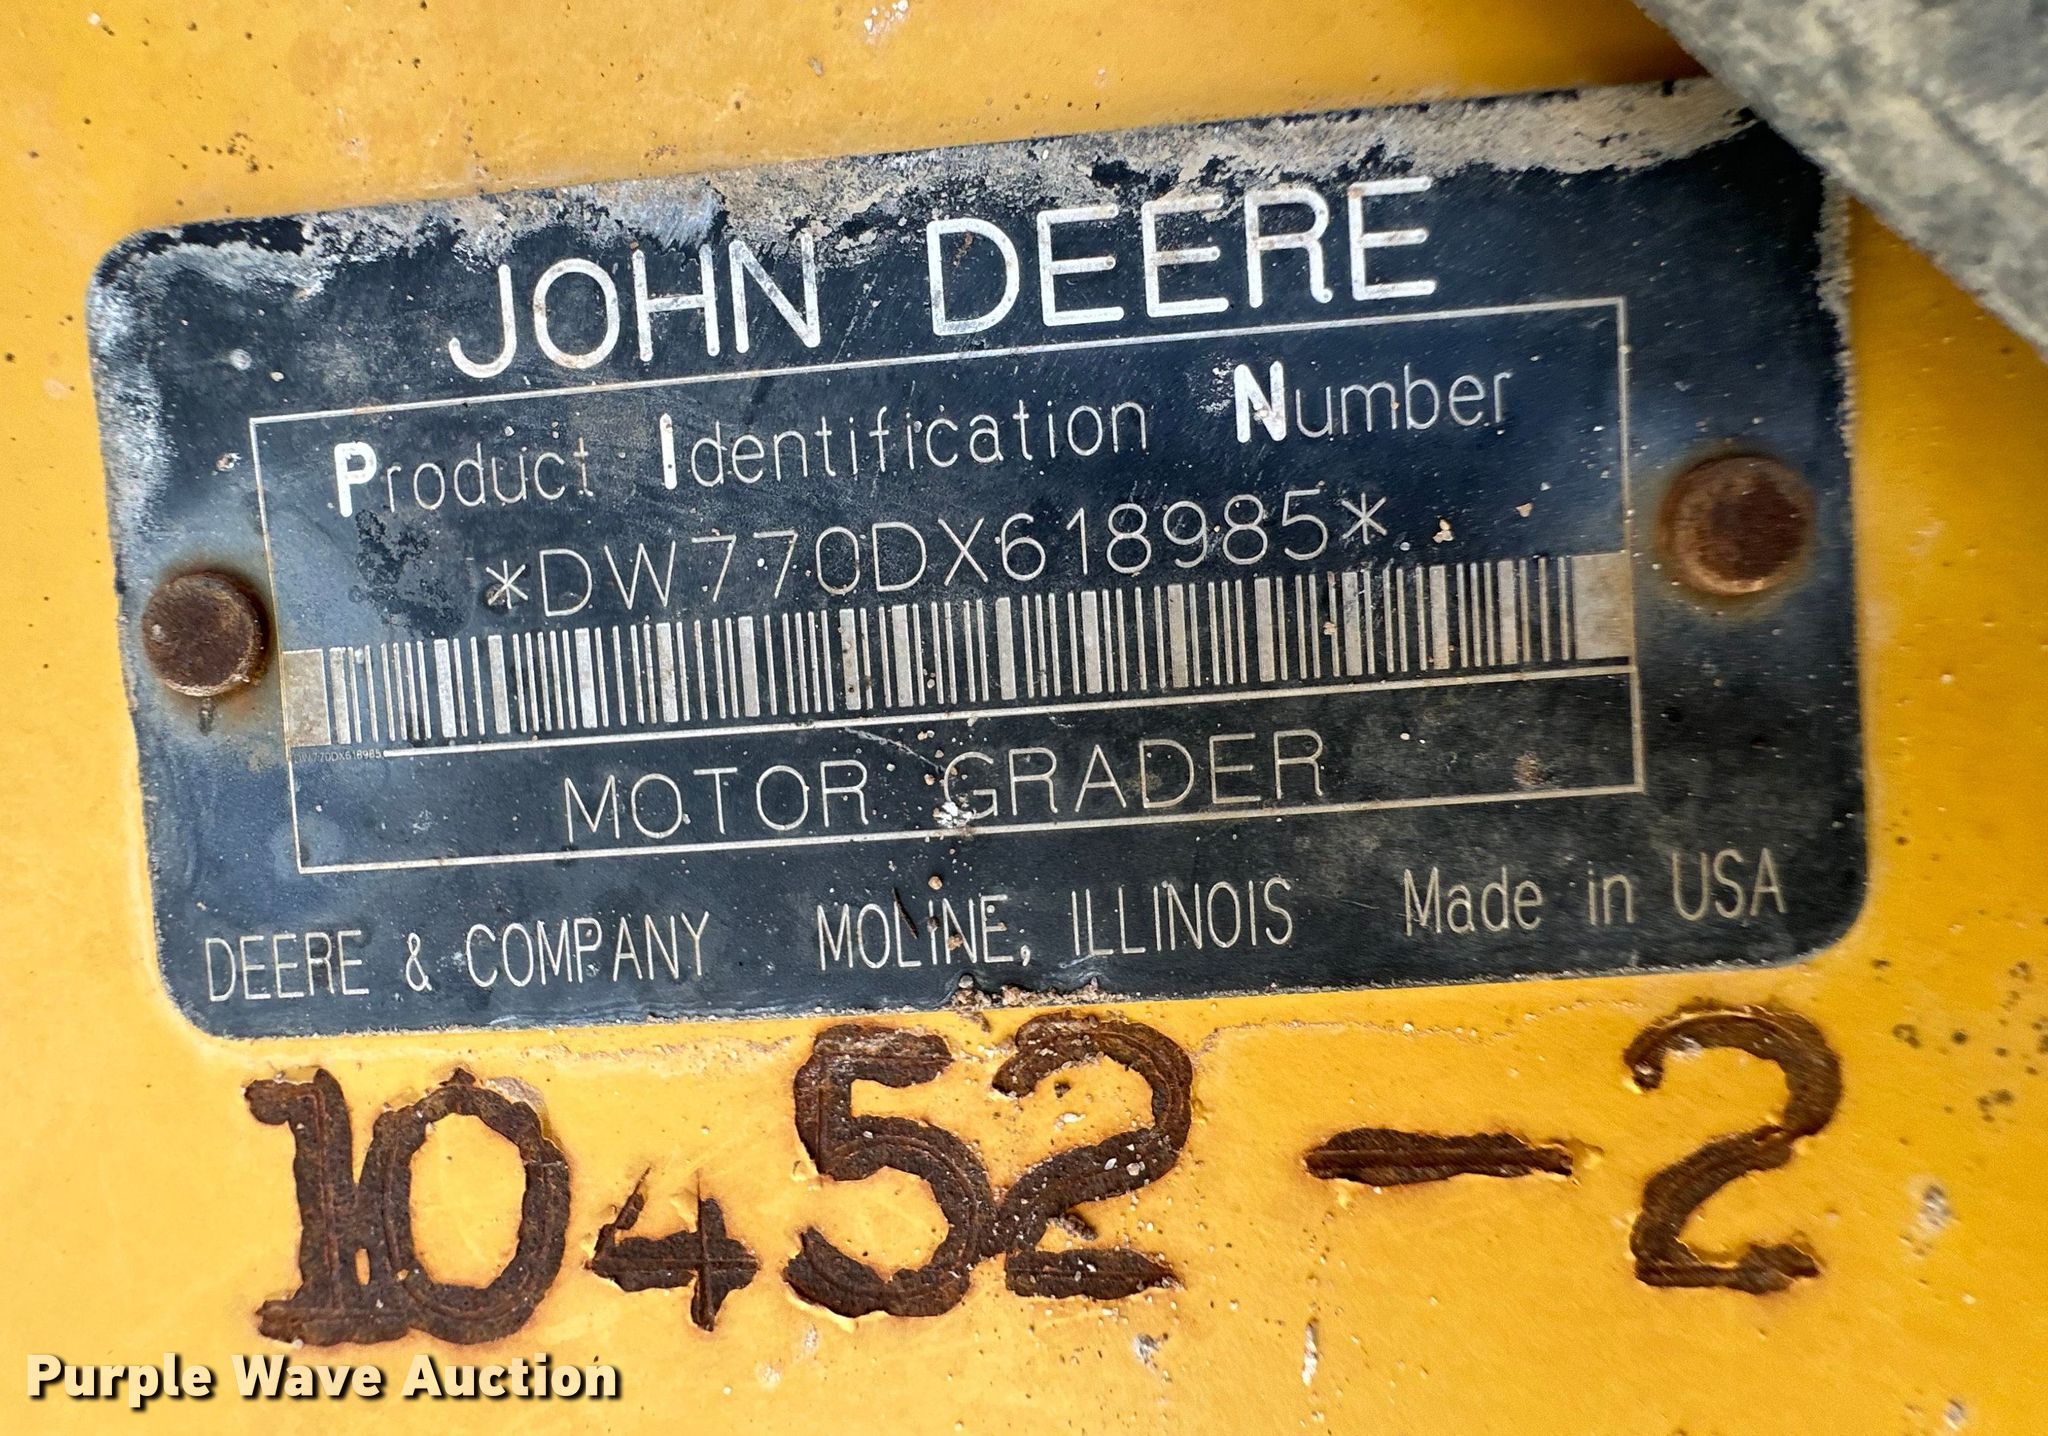 JOHN DEERE
Product Identification Number
*DW770DX618985*
DW770DX618985
MOTOR GRADER
DEERE & COMPANY MOLINE, ILLINOIS Made in USA
10452-2
Purple Wave Auction